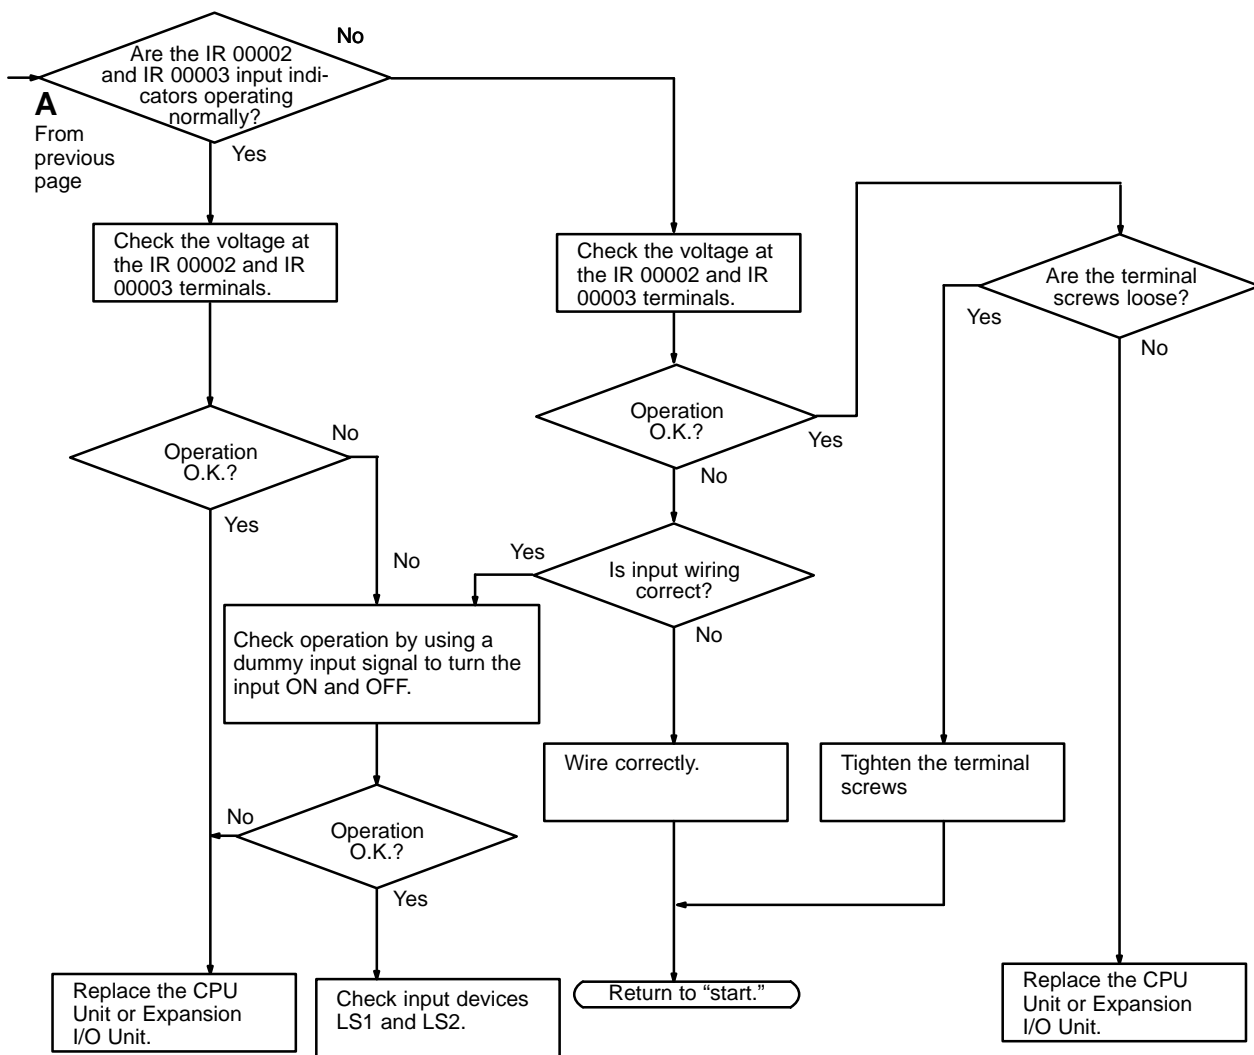 No
Are the IR 00002
and IR 00003 input indi-
cators operating
normally?
A
From
previous
page
Yes
Check the voltage at
the IR 00002 and IR
00003 terminals.
Check the voltage at
the IR 00002 and IR
00003 terminals.
Are the terminal
screws loose?
Yes
No
Operation
O.K.?
No
Yes
Operation
O.K.?
Yes
No
No
Yes
Is input wiring
correct?
No
Check operation by using a
dummy input signal to turn the
input ON and OFF.
Wire correctly.
Tighten the terminal
screws
No
Operation
O.K.?
Yes
Replace the CPU
Unit or Expansion
I/O Unit.
Check input devices
LS1 and LS2.
Return to “start.”
Replace the CPU
Unit or Expansion
I/O Unit.